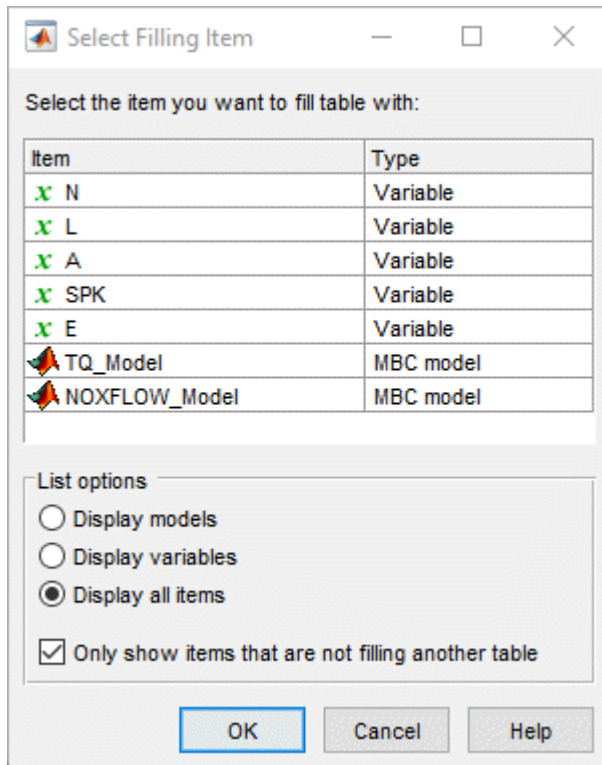 Select Filling Item
Select the item you want to fill table with:
Item Type
x N Variable
x L Variable
x A Variable
x SPK Variable
x E Variable
TQ_Model MBC model
NOXFLOW_Model MBC model
List options
Display models
Display variables
Display all items
Only show items that are not filling another table
OK Cancel Help